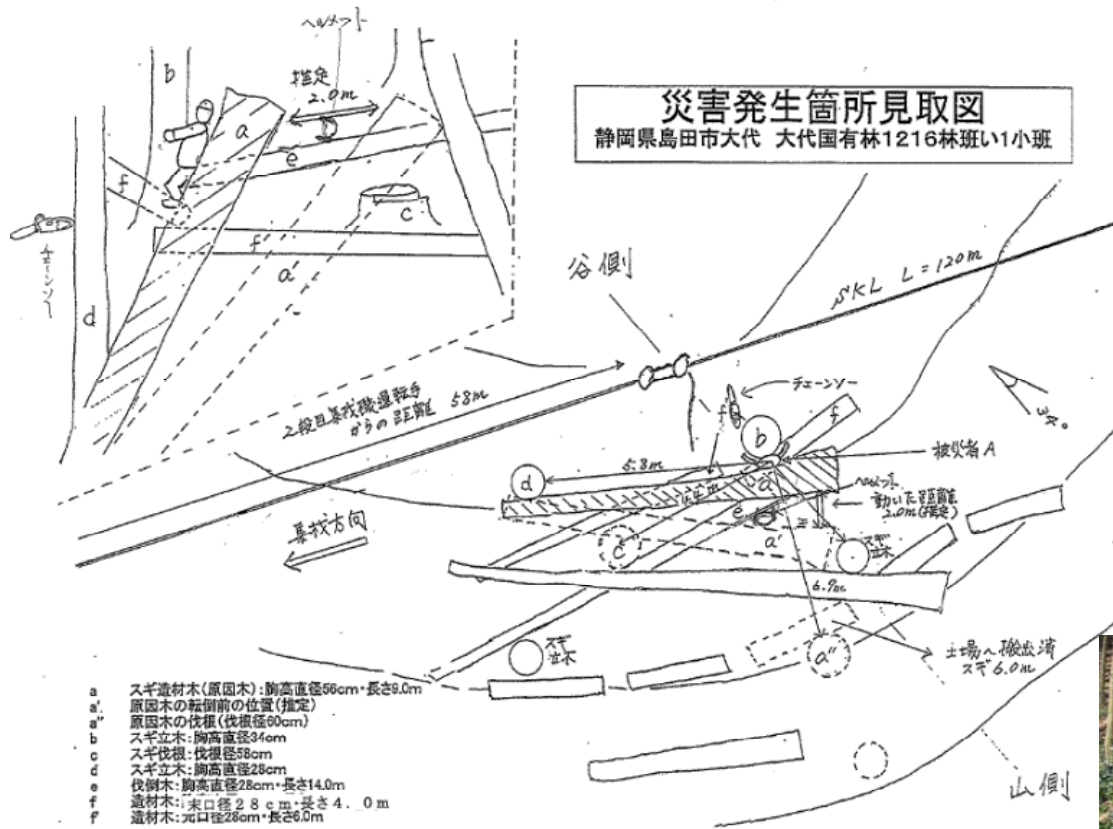 ヘルメット
推定
2.0m
b
a
e
f
c
f'
a'
d
チェーンソー
災害発生箇所見取図
静岡県島田市大代 大代国有林1216林班い1小班
谷側
SKL L=120m
2段目集材機運転手
からの距離 58m
チェーンソー
34°
f'
b
f
被災者A
5.8m
d
a
ヘルメット
動いた距離
2.0m(推定)
e
a'
c
スギ
立木
集材方向
6.9m
スギ
立木
a''
土場へ搬出済
スギ6.0m
山側
a スギ造材木(原因木):胸高直径56cm・長さ9.0m
a' 原因木の転倒前の位置(推定)
a'' 原因木の伐根(伐根径60cm)
b スギ立木:胸高直径34cm
c スギ伐根:伐根径58cm
d スギ立木:胸高直径28cm
e 伐倒木:胸高直径28cm・長さ14.0m
f 造材木:末口径28cm・長さ4.0m
f' 造材木:元口径28cm・長さ6.0m